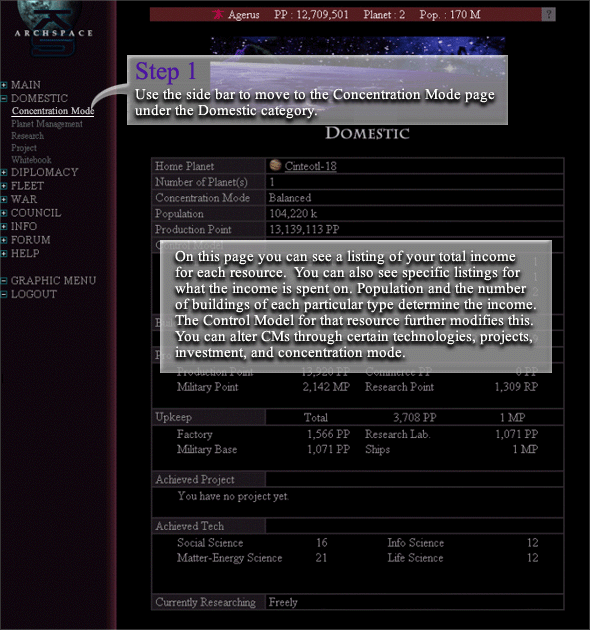 ARCHSPACE
Agerus PP : 12,709,501 Planet : 2 Pop. : 170 M ?
Step 1
Use the side bar to move to the Concentration Mode page
under the Domestic category.
MAIN
DOMESTIC
Concentration Mode
Planet Management
Research
Project
Whitebook
DIPLOMACY
FLEET
WAR
COUNCIL
INFO
FORUM
HELP
GRAPHIC MENU
LOGOUT
DOMESTIC
Home Planet Cinteotl-18
Number of Planet(s) 1
Concentration Mode Balanced
Population 104,220 k
Production Point 13,139,113 PP
On this page you can see a listing of your total income
for each resource. You can also see specific listings for
what the income is spent on. Population and the number
of buildings of each particular type determine the income.
The Control Model for that resource further modifies this.
You can alter CMs through certain technologies, projects,
investment, and concentration mode.
Production Point 13,920 PP Commerce PP 0 PP
Military Point 2,142 MP Research Point 1,309 RP
Upkeep Total 3,708 PP 1 MP
Factory 1,566 PP Research Lab. 1,071 PP
Military Base 1,071 PP Ships 1 MP
Achieved Project
You have no project yet.
Achieved Tech
Social Science 16 Info Science 12
Matter-Energy Science 21 Life Science 12
Currently Researching Freely